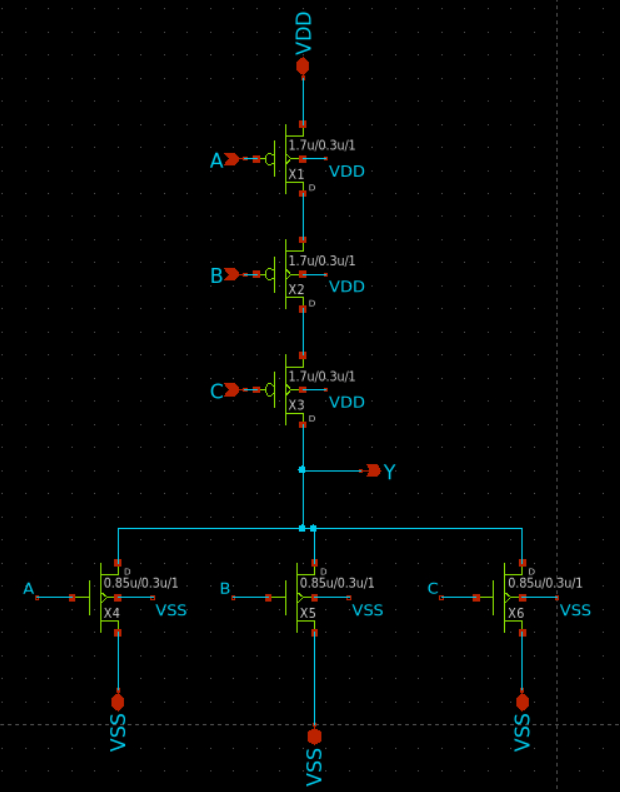 VDD
1.7u/0.3u/1
A
X1
VDD
D
1.7u/0.3u/1
B
X2
VDD
D
1.7u/0.3u/1
C
X3
VDD
D
Y
D
D
D
0.85u/0.3u/1
0.85u/0.3u/1
0.85u/0.3u/1
A
B
C
X4
VSS
X5
VSS
X6
VSS
VSS
VSS
VSS